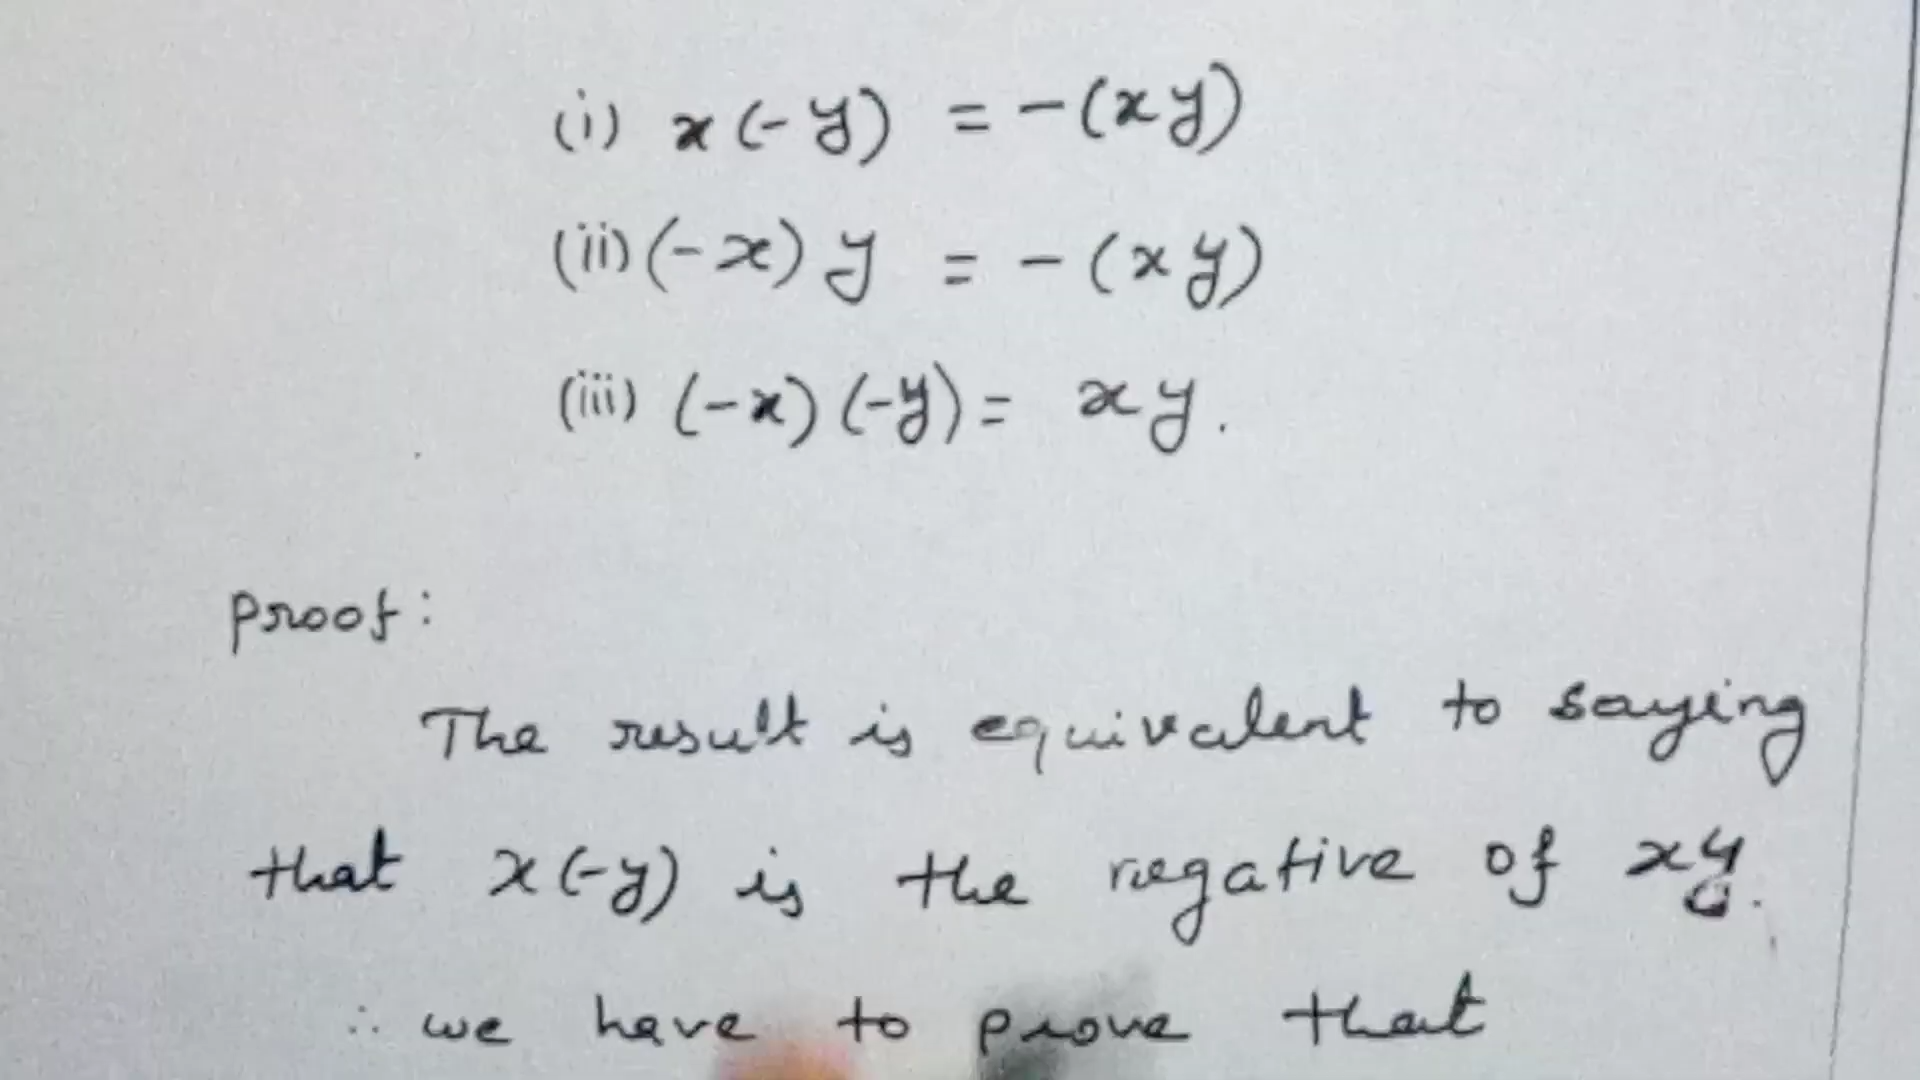 (i) x(-y) = -(xy)
(ii) (-x) y = - (xy)
(iii) (-x) (-y) = xy.
proof:
The result is equivalent to saying
that x(-y) is the negative of xy.
∴ we have to prove that